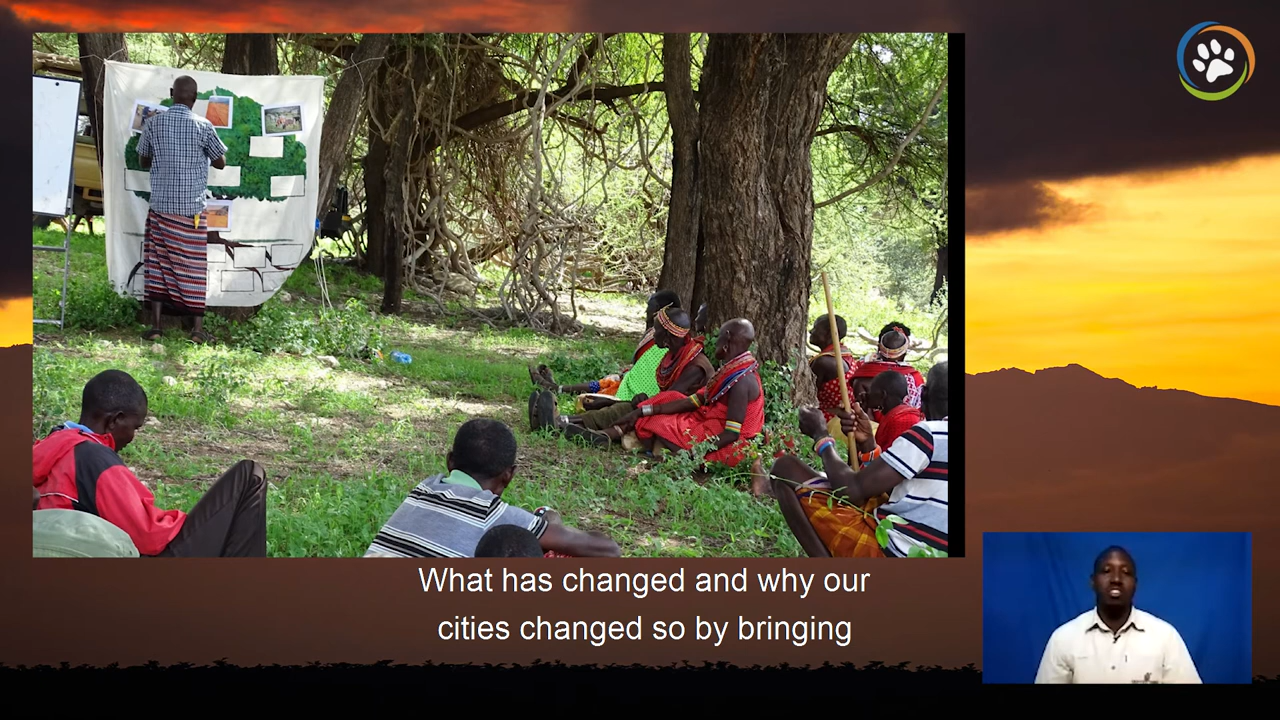 What has changed and why our
cities changed so by bringing